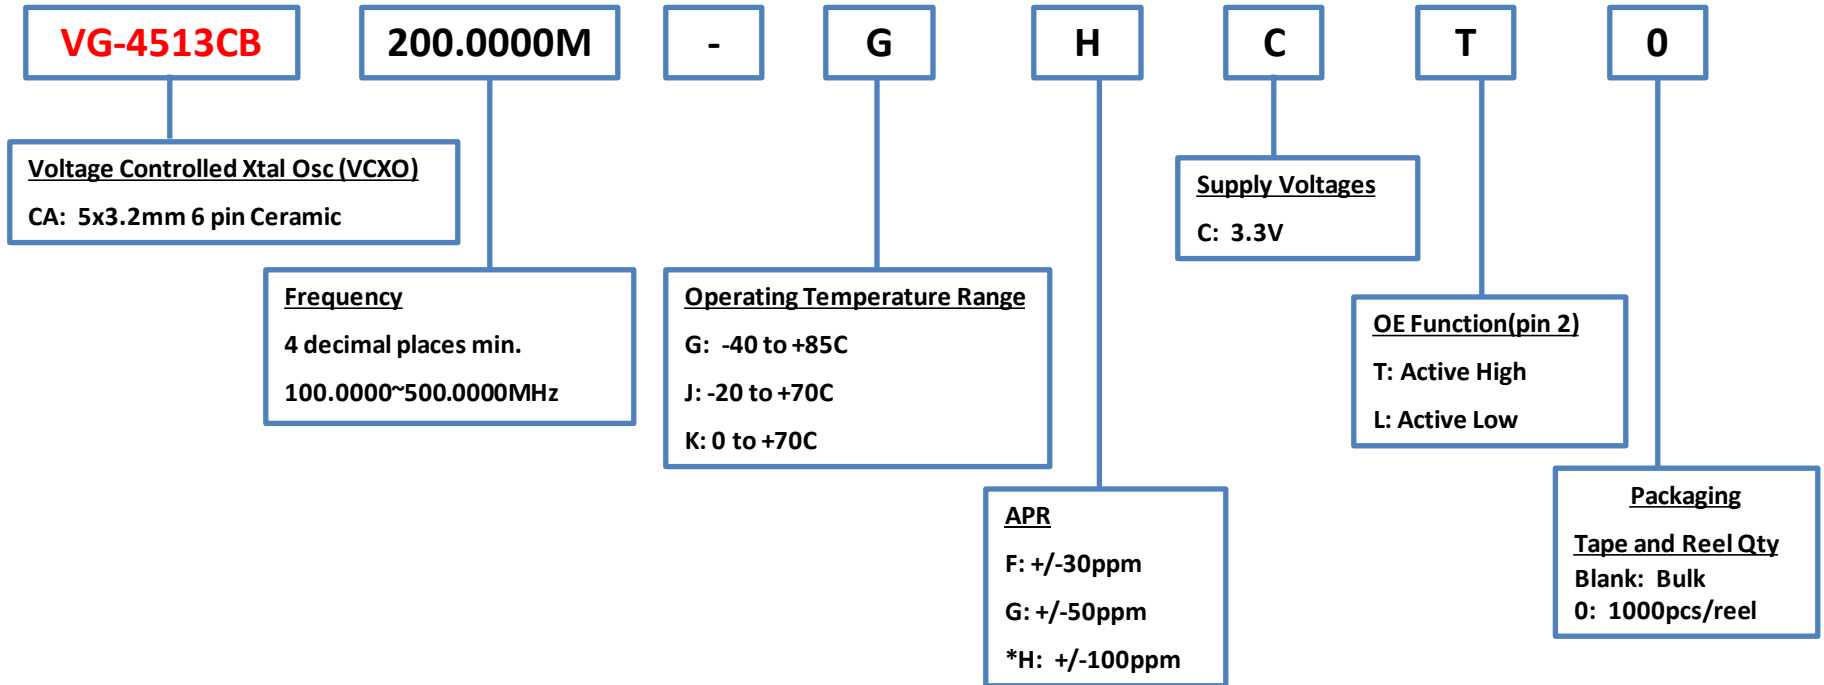 VG-4513CB 200.0000M - G H C T 0
Voltage Controlled Xtal Osc (VCXO)
CA: 5x3.2mm 6 pin Ceramic
Frequency
4 decimal places min.
100.0000~500.0000MHz
Operating Temperature Range
G: -40 to +85C
J: -20 to +70C
K: 0 to +70C
APR
F: +/-30ppm
G: +/-50ppm
*H: +/-100ppm
Supply Voltages
C: 3.3V
OE Function(pin 2)
T: Active High
L: Active Low
Packaging
Tape and Reel Qty
Blank: Bulk
0: 1000pcs/reel